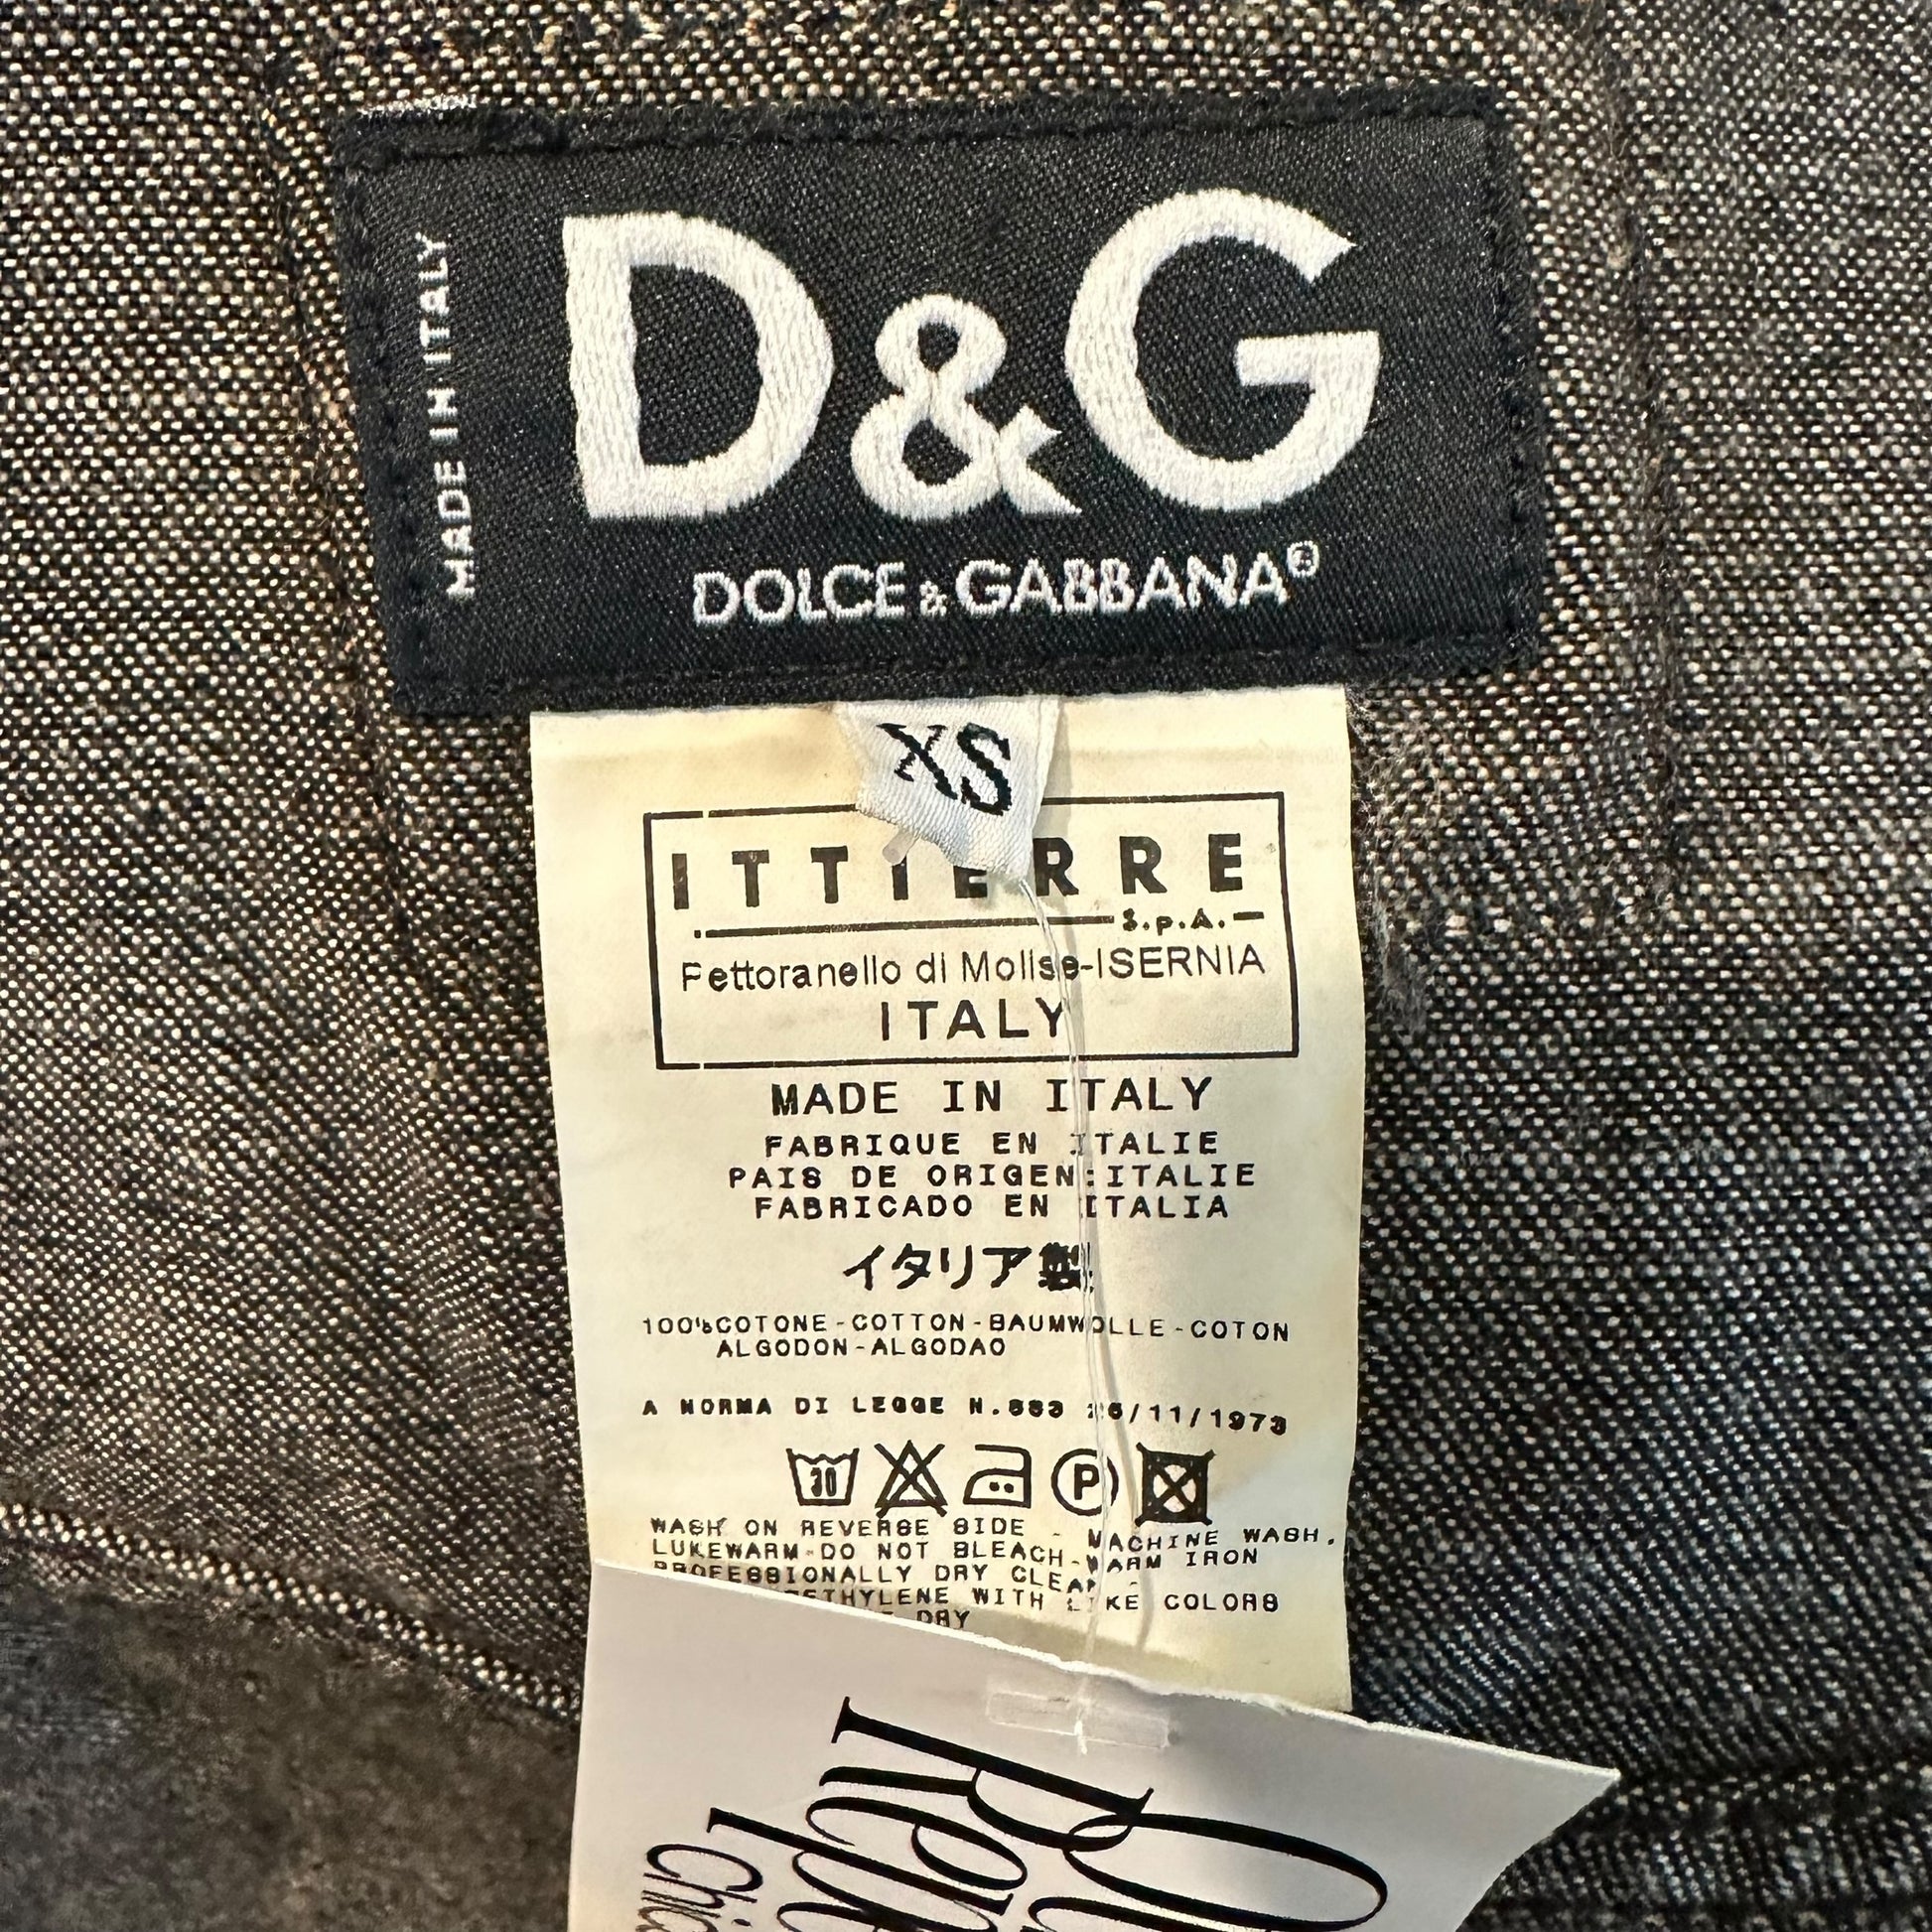 MADE IN ITALY
D&G
DOLCE & GABBANA®
XS
ITTIERRE
S.p.A.
Pettoranello di Molise-ISERNIA
ITALY
MADE IN ITALY
FABRIQUE EN ITALIE
PAIS DE ORIGEN:ITALIE
FABRICADO EN ITALIA
イタリア製
100%COTONE-COTTON-BAUMWOLLE-COTON
ALGODON-ALGODAO
A NORMA DI LEGGE N.883 26/11/1973
30
P
WASH ON REVERSE SIDE - MACHINE WASH.
LUKEWARM-DO NOT BLEACH-WARM IRON
PROFESSIONALLY DRY CLEAN -
WITH LIKE COLORS
DRY